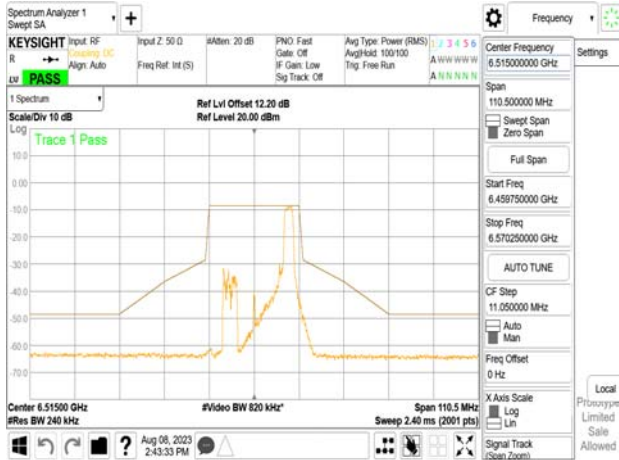 Spectrum Analyzer 1
Swept SA
+
Frequency
KEYSIGHT
R
LV PASS
Input: RF
Coupling: DC
Align: Auto
Input Z: 50 Ω
Freq Ref: Int (S)
#Atten: 20 dB
PNO: Fast
Gate: Off
IF Gain: Low
Sig Track: Off
Avg Type: Power (RMS)
Avg|Hold: 100/100
Trig: Free Run
1 2 3 4 5 6
A W W W W W
A N N N N N
1 Spectrum
Scale/Div 10 dB
Ref Lvl Offset 12.20 dB
Ref Level 20.00 dBm
Log
Trace 1 Pass
10.0
0.00
-10.0
-20.0
-30.0
-40.0
-50.0
-60.0
-70.0
Center 6.51500 GHz
#Res BW 240 kHz
#Video BW 820 kHz*
Span 110.5 MHz
Sweep 2.40 ms (2001 pts)
Aug 08, 2023
2:43:33 PM
?
Center Frequency
6.515000000 GHz
Settings
Span
110.500000 MHz
Swept Span
Zero Span
Full Span
Start Freq
6.459750000 GHz
Stop Freq
6.570250000 GHz
AUTO TUNE
CF Step
11.050000 MHz
Auto
Man
Freq Offset
0 Hz
X Axis Scale
Log
Lin
Signal Track
(Span Zoom)
Local
Prototype
Limited
Sale
Allowed